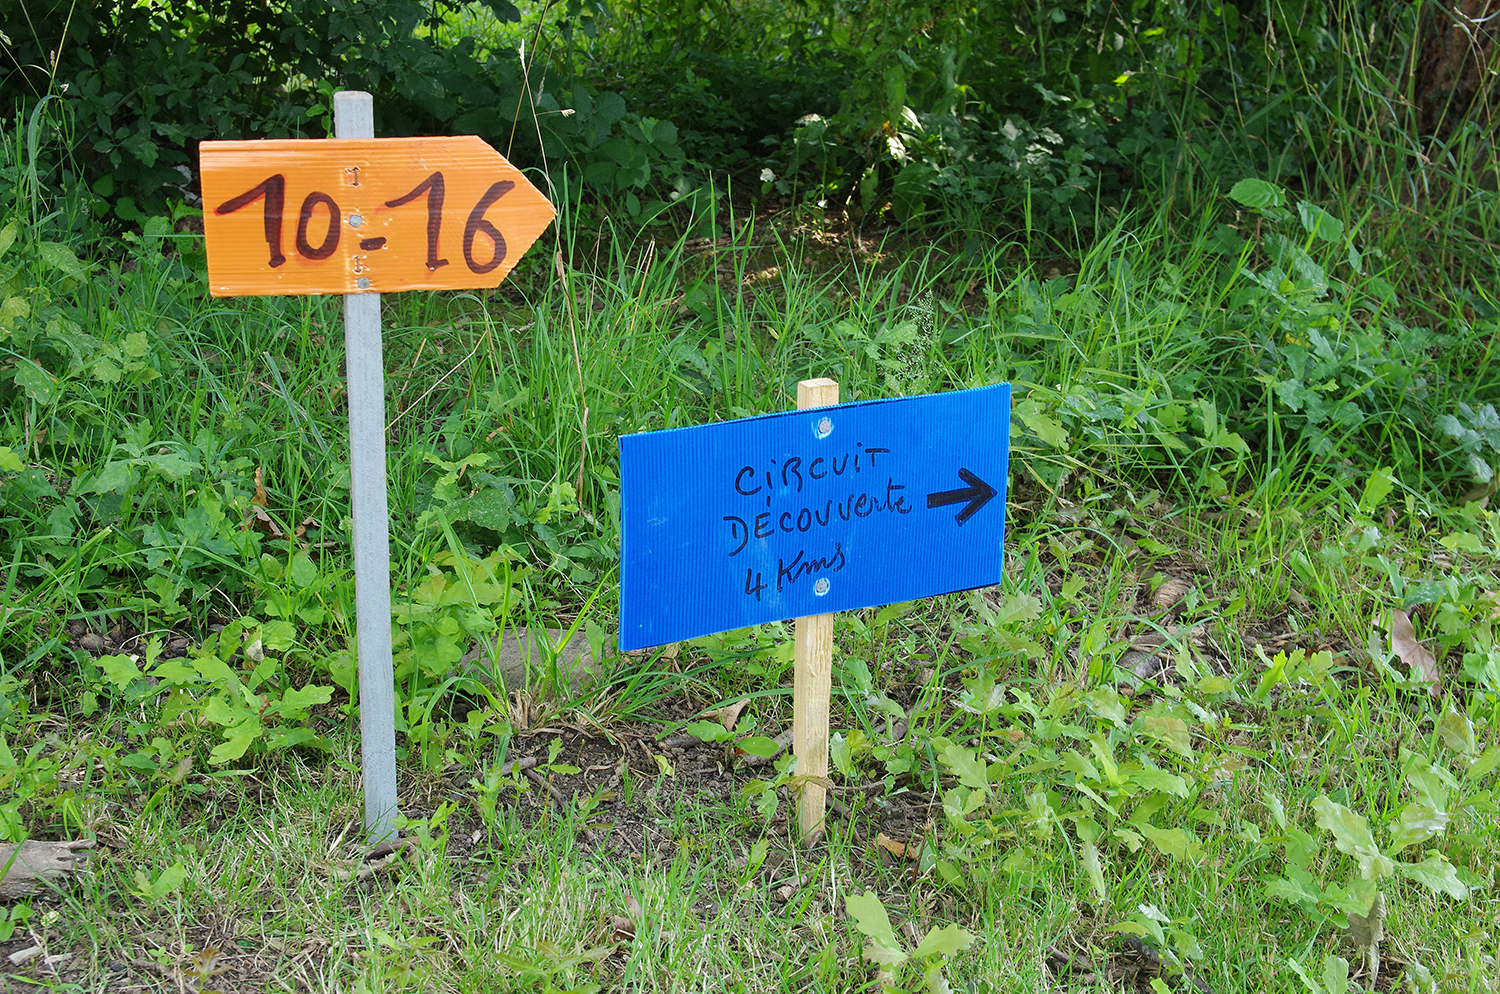 10-16
CiRCUiT
DÉCOUVerte
4 Kms